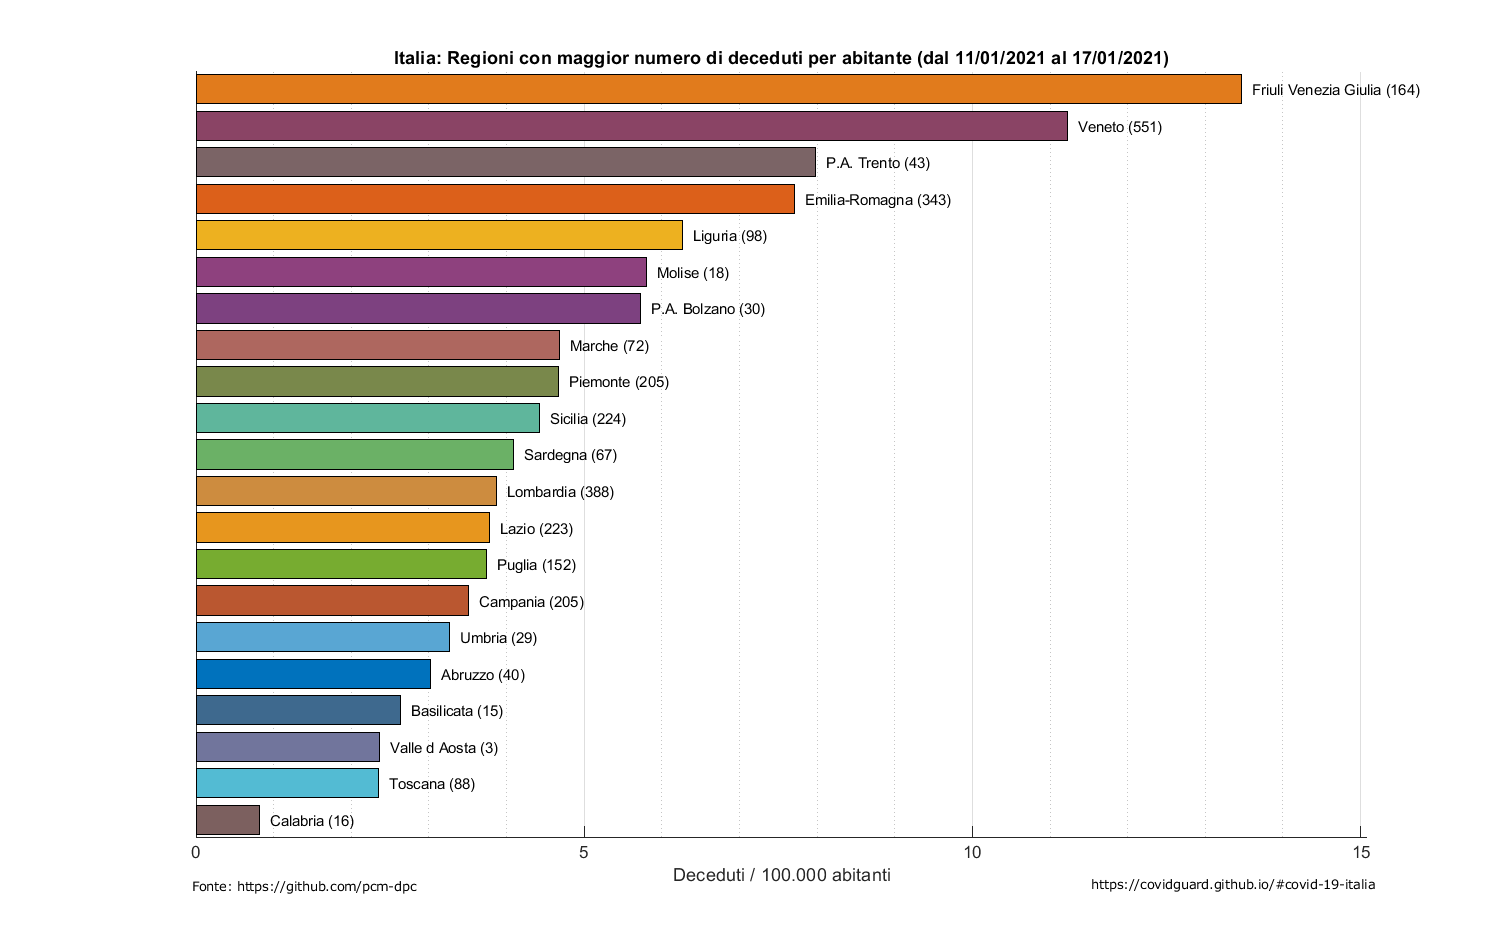 Italia: Regioni con maggior numero di deceduti per abitante (dal 11/01/2021 al 17/01/2021)
Friuli Venezia Giulia (164)
Veneto (551)
P.A. Trento (43)
Emilia-Romagna (343)
Liguria (98)
Molise (18)
P.A. Bolzano (30)
Marche (72)
Piemonte (205)
Sicilia (224)
Sardegna (67)
Lombardia (388)
Lazio (223)
Puglia (152)
Campania (205)
Umbria (29)
Abruzzo (40)
Basilicata (15)
Valle d Aosta (3)
Toscana (88)
Calabria (16)
0 5 10 15
Deceduti / 100.000 abitanti
Fonte: https://github.com/pcm-dpc
https://covidguard.github.io/#covid-19-italia